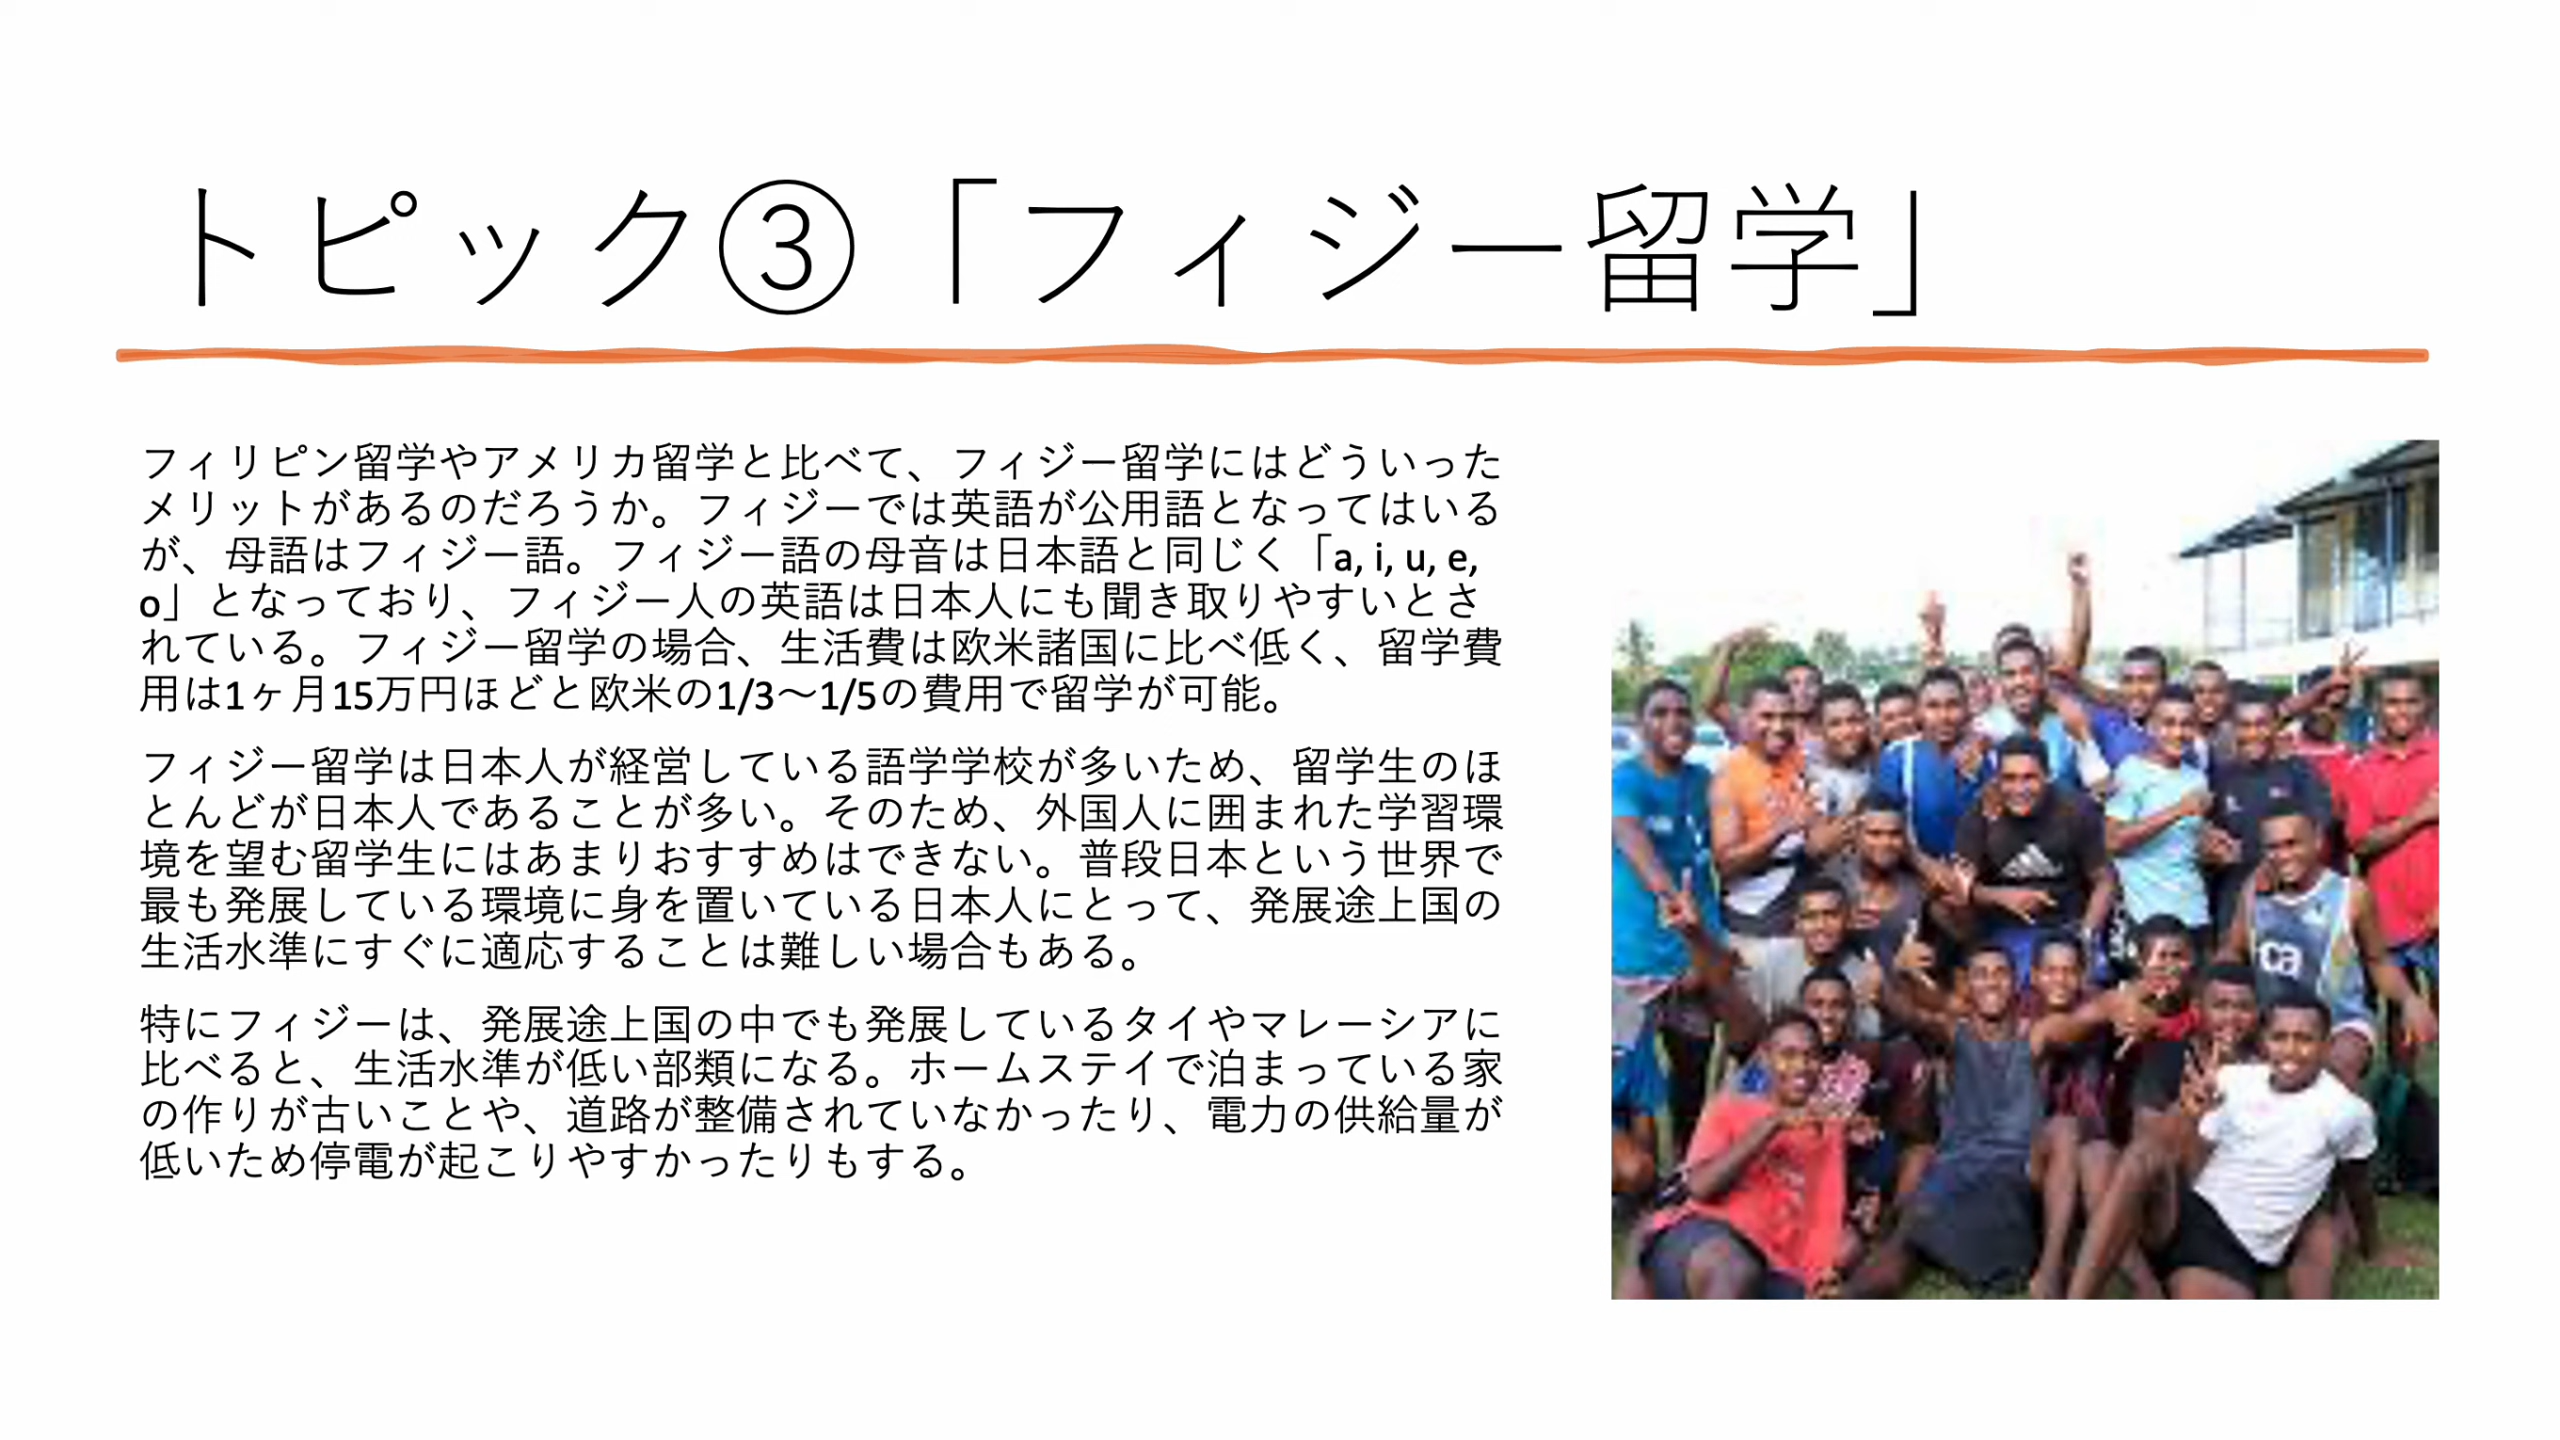 トピック③「フィジー留学」
フィリピン留学やアメリカ留学と比べて、フィジー留学にはどういった
メリットがあるのだろうか。フィジーでは英語が公用語となってはいる
が、母語はフィジー語。フィジー語の母音は日本語と同じく「a, i, u, e,
o」となっており、フィジー人の英語は日本人にも聞き取りやすいとさ
れている。フィジー留学の場合、生活費は欧米諸国に比べ低く、留学費
用は1ヶ月15万円ほどと欧米の1/3〜1/5の費用で留学が可能。
フィジー留学は日本人が経営している語学学校が多いため、留学生のほ
とんどが日本人であることが多い。そのため、外国人に囲まれた学習環
境を望む留学生にはあまりおすすめはできない。普段日本という世界で
最も発展している環境に身を置いている日本人にとって、発展途上国の
生活水準にすぐに適応することは難しい場合もある。
特にフィジーは、発展途上国の中でも発展しているタイやマレーシアに
比べると、生活水準が低い部類になる。ホームステイで泊まっている家
の作りが古いことや、道路が整備されていなかったり、電力の供給量が
低いため停電が起こりやすかったりもする。
ca